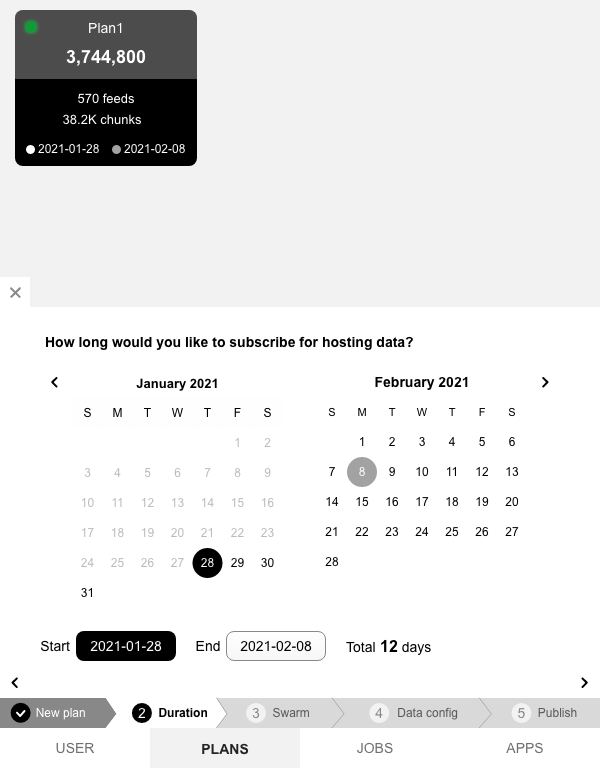 Plan1
3,744,800
570 feeds
38.2K chunks
2021-01-28 2021-02-08
How long would you like to subscribe for hosting data?
January 2021
S M T W T F S
1 2
3 4 5 6 7 8 9
10 11 12 13 14 15 16
17 18 19 20 21 22 23
24 25 26 27 28 29 30
31
February 2021
S M T W T F S
1 2 3 4 5 6
7 8 9 10 11 12 13
14 15 16 17 18 19 20
21 22 23 24 25 26 27
28
Start 2021-01-28 End 2021-02-08 Total 12 days
New plan 2 Duration 3 Swarm 4 Data config 5 Publish
USER PLANS JOBS APPS